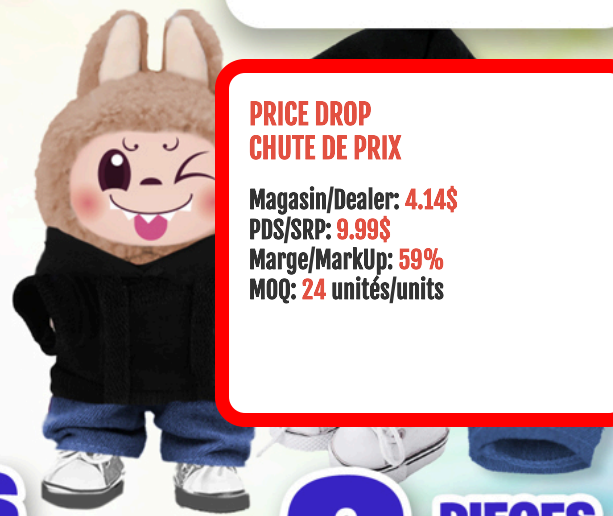 PRICE DROP
CHUTE DE PRIX
Magasin/Dealer: 4.14$
PDS/SRP: 9.99$
Marge/MarkUp: 59%
MOQ: 24 unités/units